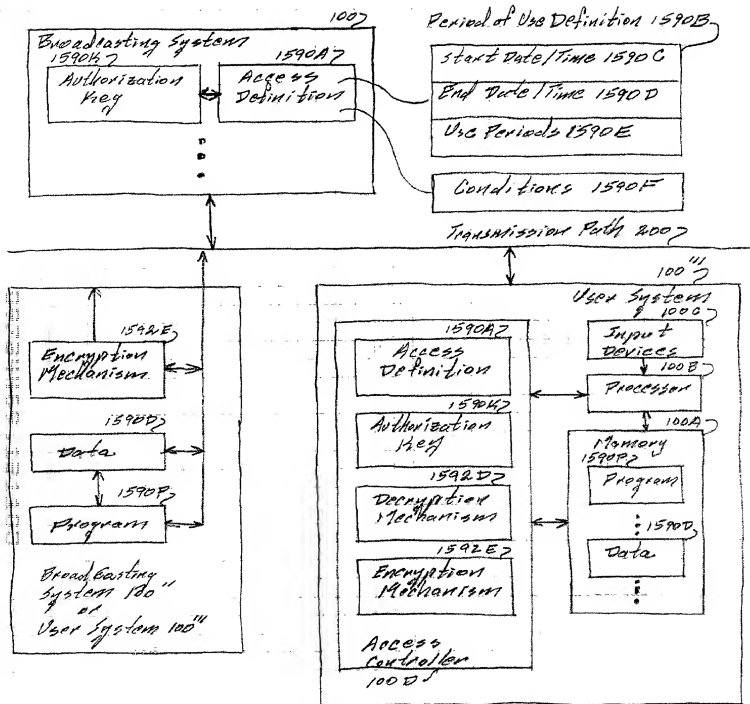 100
Broadcasting System
1590K
Authorization
Key
1590A
Access
Definition
Period of Use Definition 1590B
Start Date/Time 1590C
End Date/Time 1590D
Use Periods 1590E
Conditions 1590F
Transmission Path 200
1592E
Encryption
Mechanism
1590D
Data
1590P
Program
Broadcasting
System 100"
or
User System 100"'
100"'
User System
1590A
Access
Definition
1590K
Authorization
Key
1592D
Decryption
Mechanism
1592E
Encryption
Mechanism
Access
Controller
100D
100C
Input
Devices
100B
Processor
100A
Memory
1590P
Program
1590D
Data